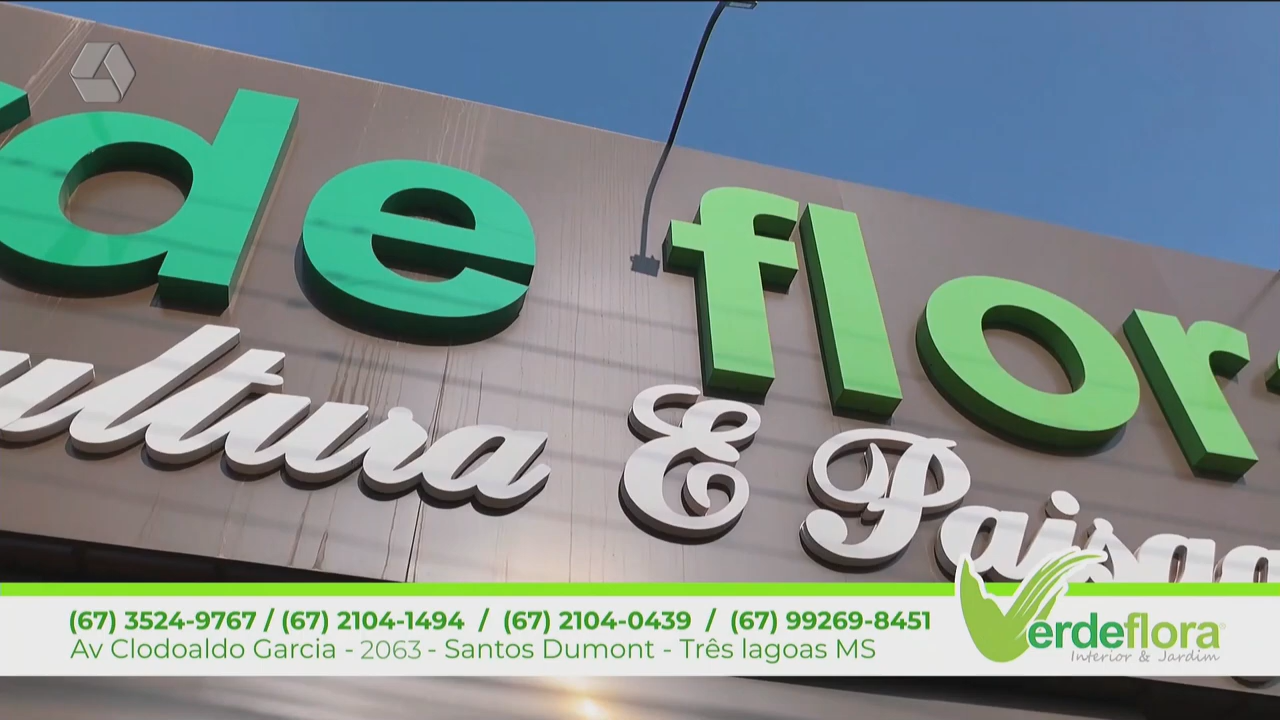 de flor
ultura E Paisag
(67) 3524-9767 / (67) 2104-1494 / (67) 2104-0439 / (67) 99269-8451
Av Clodoaldo Garcia - 2063 - Santos Dumont - Três lagoas MS
Verdeflora
Interior & Jardim